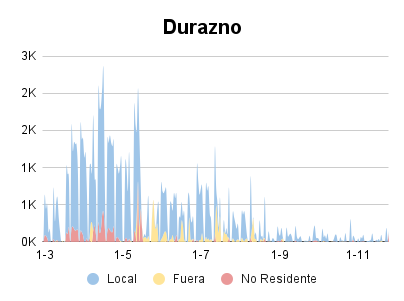 Durazno
3K
2K
2K
1K
1K
0K
1-3 1-5 1-7 1-9 1-11
Local Fuera No Residente